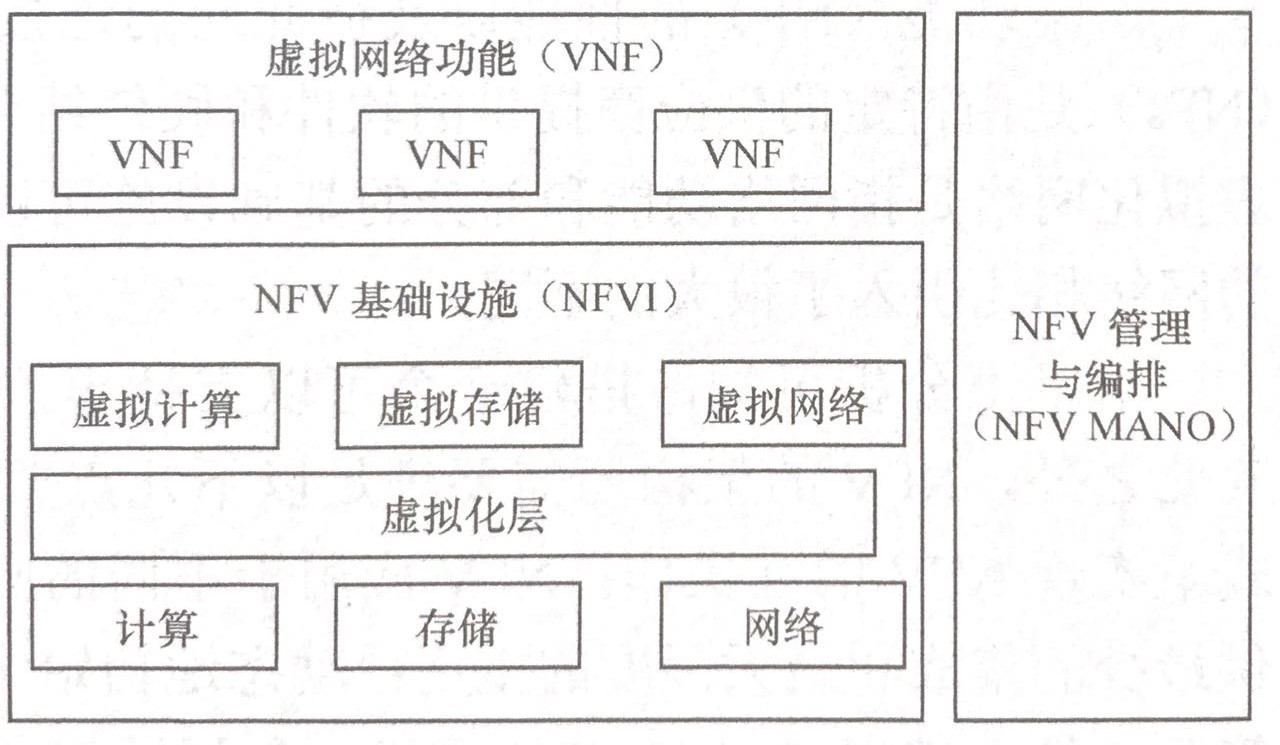 虚拟网络功能（VNF）
VNF
VNF
VNF
NFV 基础设施（NFVI）
虚拟计算
虚拟存储
虚拟网络
虚拟化层
计算
存储
网络
NFV 管理
与编排
（NFV MANO）